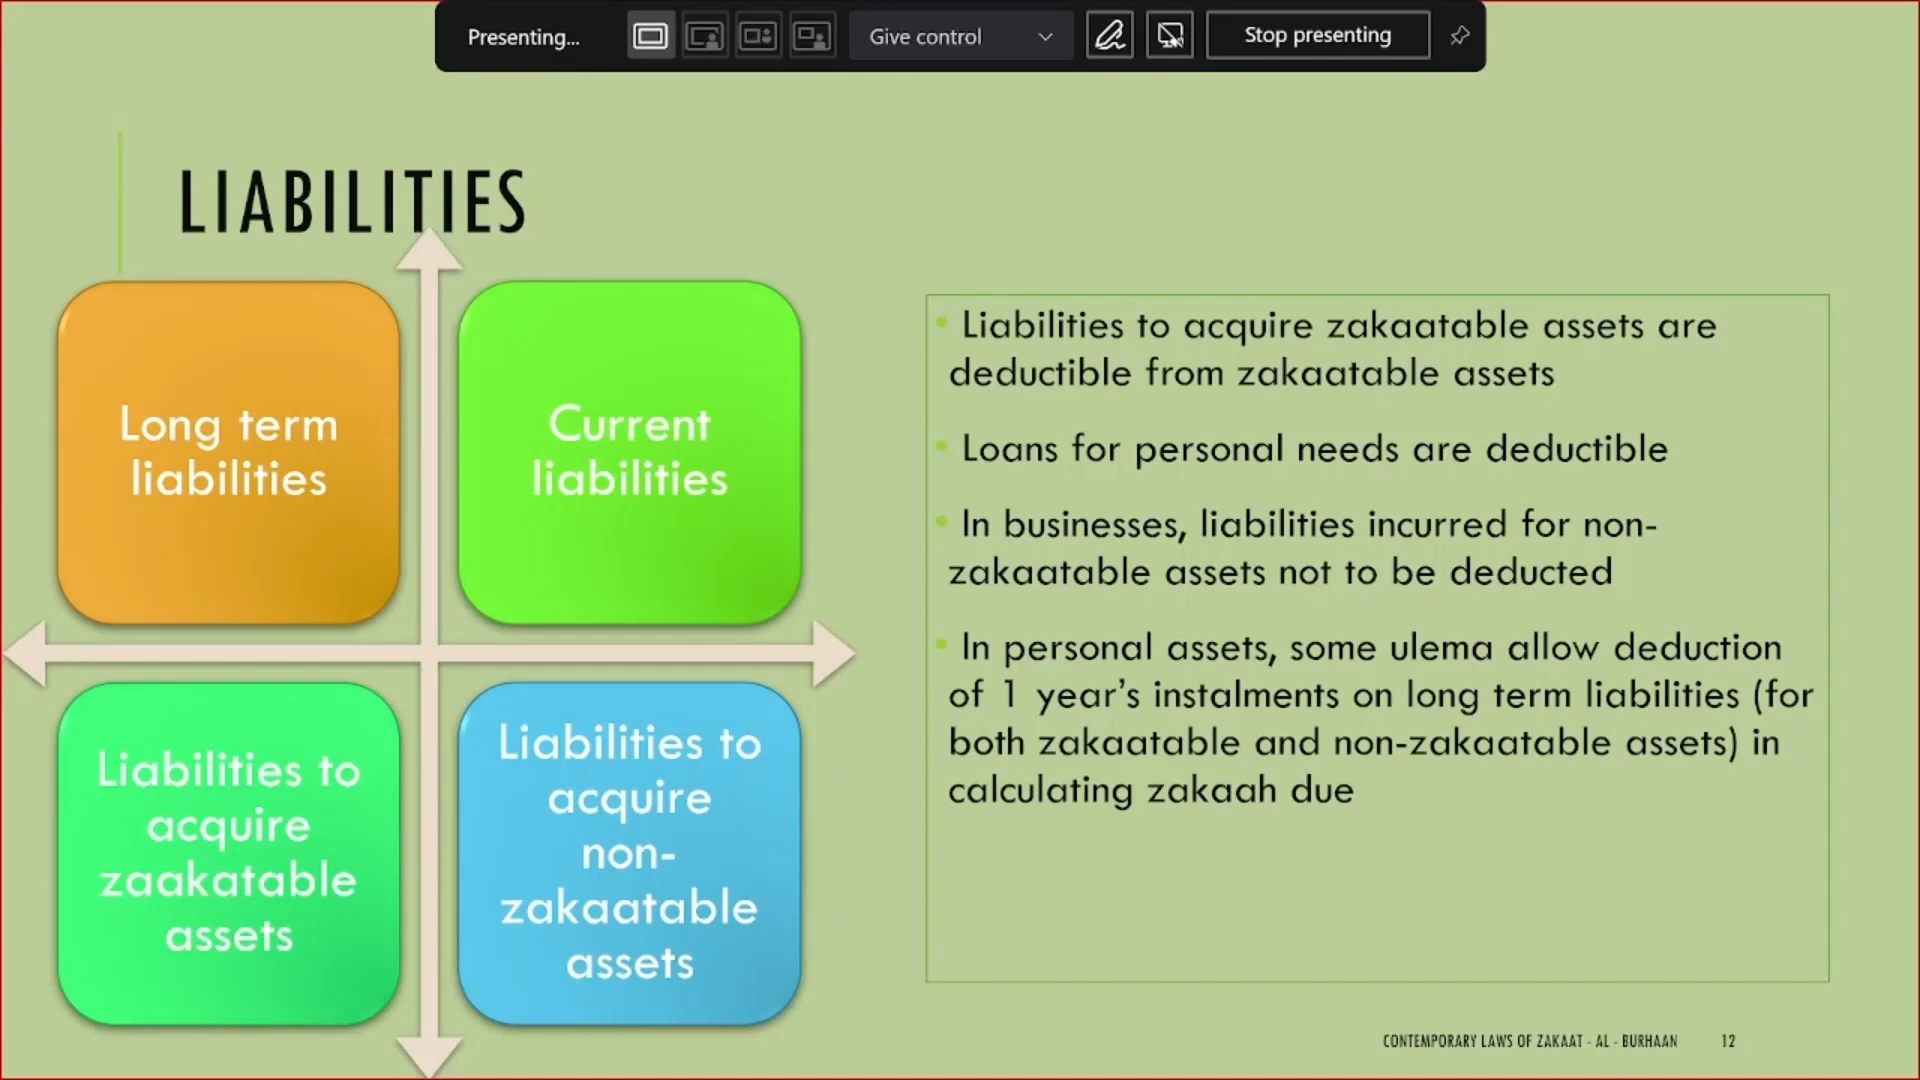 Presenting...
Give control
Stop presenting
LIABILITIES
Long term
liabilities
Current
liabilities
Liabilities to
acquire
zaakatable
assets
Liabilities to
acquire
non-
zakaatable
assets
• Liabilities to acquire zakaatable assets are
deductible from zakaatable assets
• Loans for personal needs are deductible
• In businesses, liabilities incurred for non-
zakaatable assets not to be deducted
• In personal assets, some ulema allow deduction
of 1 year's instalments on long term liabilities (for
both zakaatable and non-zakaatable assets) in
calculating zakaah due
CONTEMPORARY LAWS OF ZAKAAT - AL - BURHAAN 12